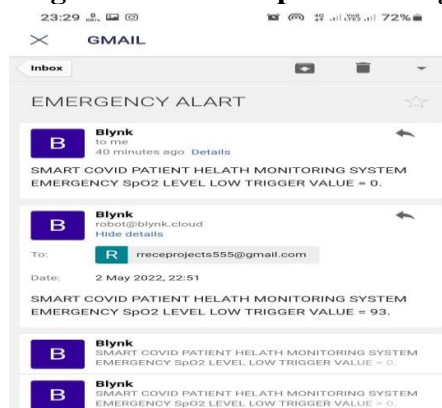 23:29
72%
GMAIL
Inbox
EMERGENCY ALART
B
Blynk
to me
40 minutes ago Details
SMART COVID PATIENT HELATH MONITORING SYSTEM
EMERGENCY SpO2 LEVEL LOW TRIGGER VALUE = 0.
B
Blynk
robot@blynk.cloud
Hide details
To: R rreceprojects555@gmail.com
Date: 2 May 2022, 22:51
SMART COVID PATIENT HELATH MONITORING SYSTEM
EMERGENCY SpO2 LEVEL LOW TRIGGER VALUE = 93.
B
Blynk
SMART COVID PATIENT HELATH MONITORING SYSTEM
EMERGENCY SpO2 LEVEL LOW TRIGGER VALUE = 0.
B
Blynk
SMART COVID PATIENT HELATH MONITORING SYSTEM
EMERGENCY SpO2 LEVEL LOW TRIGGER VALUE = 0.